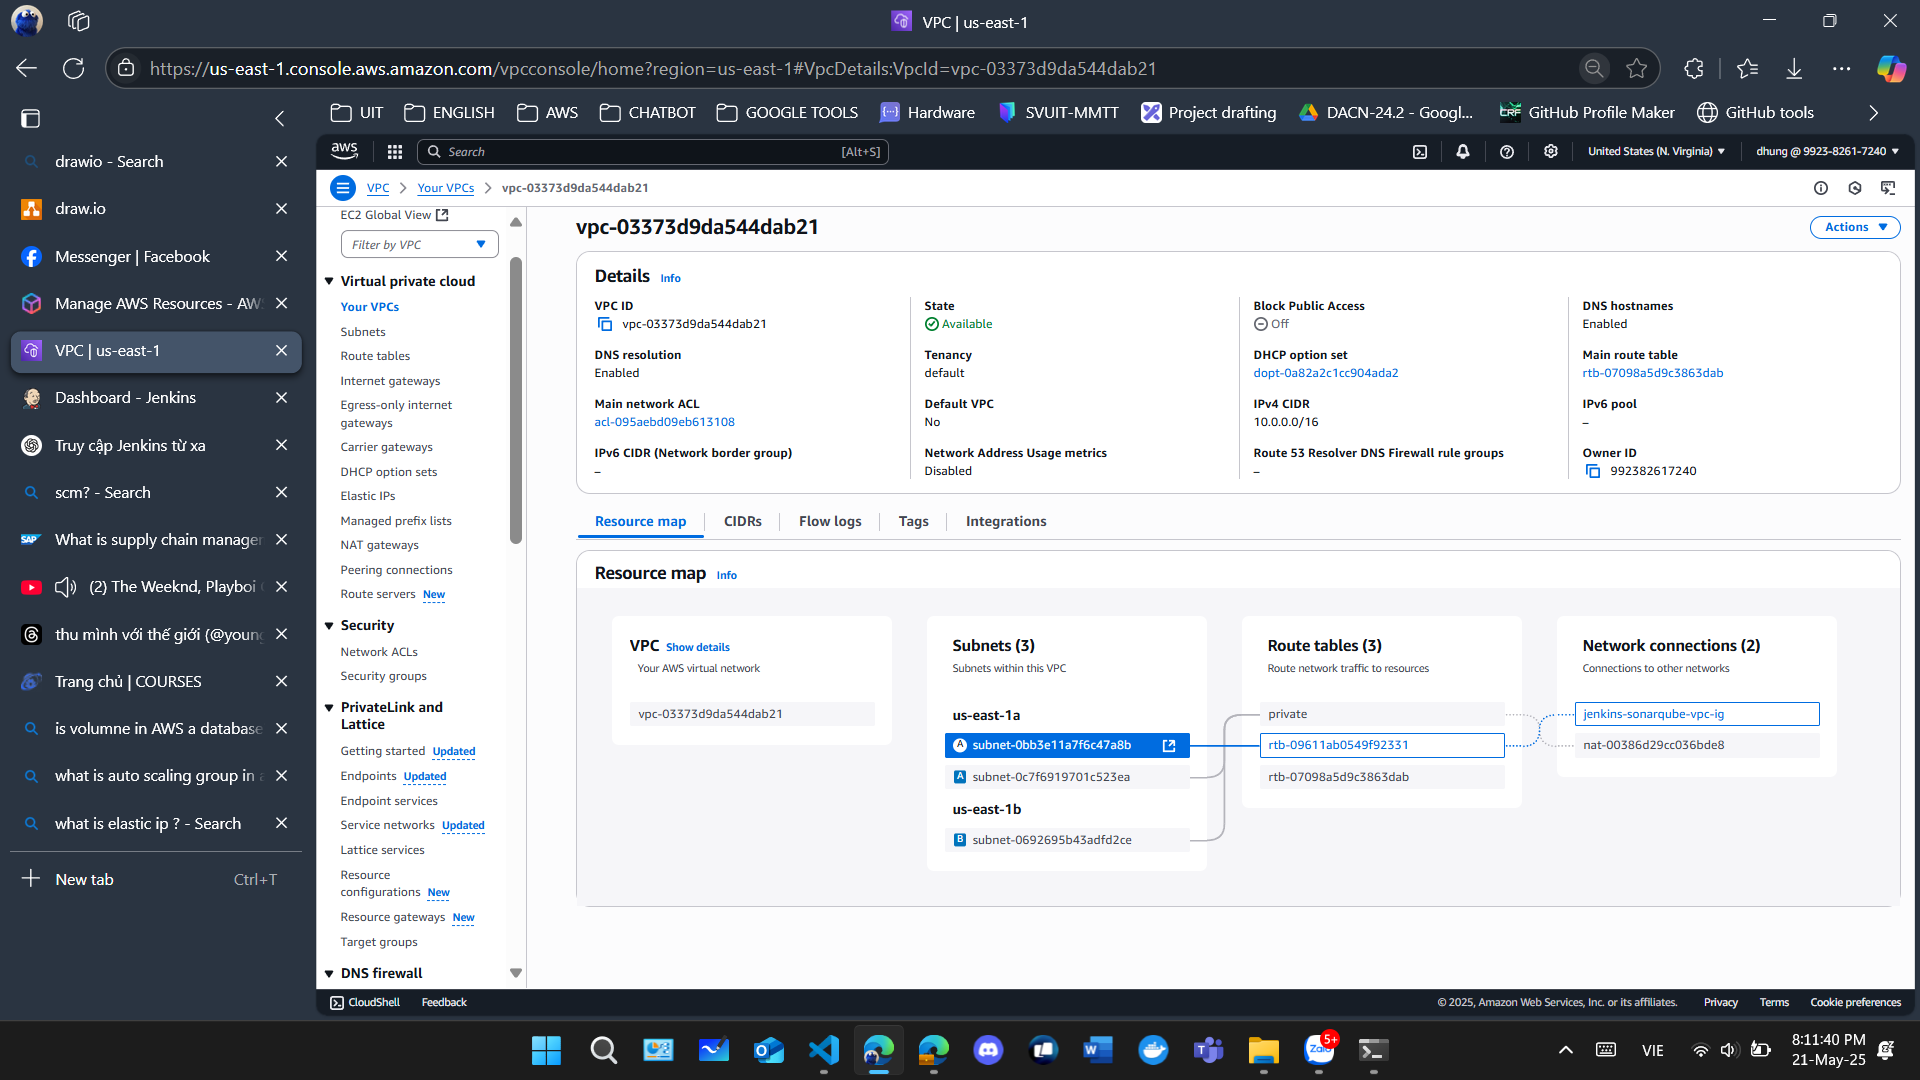 VPC | us-east-1
https://us-east-1.console.aws.amazon.com/vpcconsole/home?region=us-east-1#VpcDetails:VpcId=vpc-03373d9da544dab21
UIT
ENGLISH
AWS
CHATBOT
GOOGLE TOOLS
Hardware
SVUIT-MMTT
Project drafting
DACN-24.2 - Googl...
GitHub Profile Maker
GitHub tools
drawio - Search
draw.io
Messenger | Facebook
Manage AWS Resources - AW
VPC | us-east-1
Dashboard - Jenkins
Truy cập Jenkins từ xa
scm? - Search
SAP
What is supply chain manager
(2) The Weeknd, Playboi
thu mình với thế giới (@young
Trang chủ | COURSES
is volumne in AWS a database
what is auto scaling group in a
what is elastic ip ? - Search
New tab
Ctrl+T
aws
Search
[Alt+S]
United States (N. Virginia)
dhung @ 9923-8261-7240
VPC
Your VPCs
vpc-03373d9da544dab21
EC2 Global View
Filter by VPC
Virtual private cloud
Your VPCs
Subnets
Route tables
Internet gateways
Egress-only internet
gateways
Carrier gateways
DHCP option sets
Elastic IPs
Managed prefix lists
NAT gateways
Peering connections
Route servers New
Security
Network ACLs
Security groups
PrivateLink and
Lattice
Getting started Updated
Endpoints Updated
Endpoint services
Service networks Updated
Lattice services
Resource
configurations New
Resource gateways New
Target groups
DNS firewall
vpc-03373d9da544dab21
Actions
Details Info
VPC ID
vpc-03373d9da544dab21
State
Available
Block Public Access
Off
DNS hostnames
Enabled
DNS resolution
Enabled
Tenancy
default
DHCP option set
dopt-0a82a2c1cc904ada2
Main route table
rtb-07098a5d9c3863dab
Main network ACL
acl-095aebd09eb613108
Default VPC
No
IPv4 CIDR
10.0.0.0/16
IPv6 pool
–
IPv6 CIDR (Network border group)
–
Network Address Usage metrics
Disabled
Route 53 Resolver DNS Firewall rule groups
–
Owner ID
992382617240
Resource map
CIDRs
Flow logs
Tags
Integrations
Resource map Info
VPC Show details
Your AWS virtual network
vpc-03373d9da544dab21
Subnets (3)
Subnets within this VPC
us-east-1a
A subnet-0bb3e11a7f6c47a8b
A subnet-0c7f6919701c523ea
us-east-1b
B subnet-0692695b43adfd2ce
Route tables (3)
Route network traffic to resources
private
rtb-09611ab0549f92331
rtb-07098a5d9c3863dab
Network connections (2)
Connections to other networks
jenkins-sonarqube-vpc-ig
nat-00386d29cc036bde8
CloudShell
Feedback
© 2025, Amazon Web Services, Inc. or its affiliates.
Privacy
Terms
Cookie preferences
Zalo
5+
VIE
8:11:40 PM
21-May-25